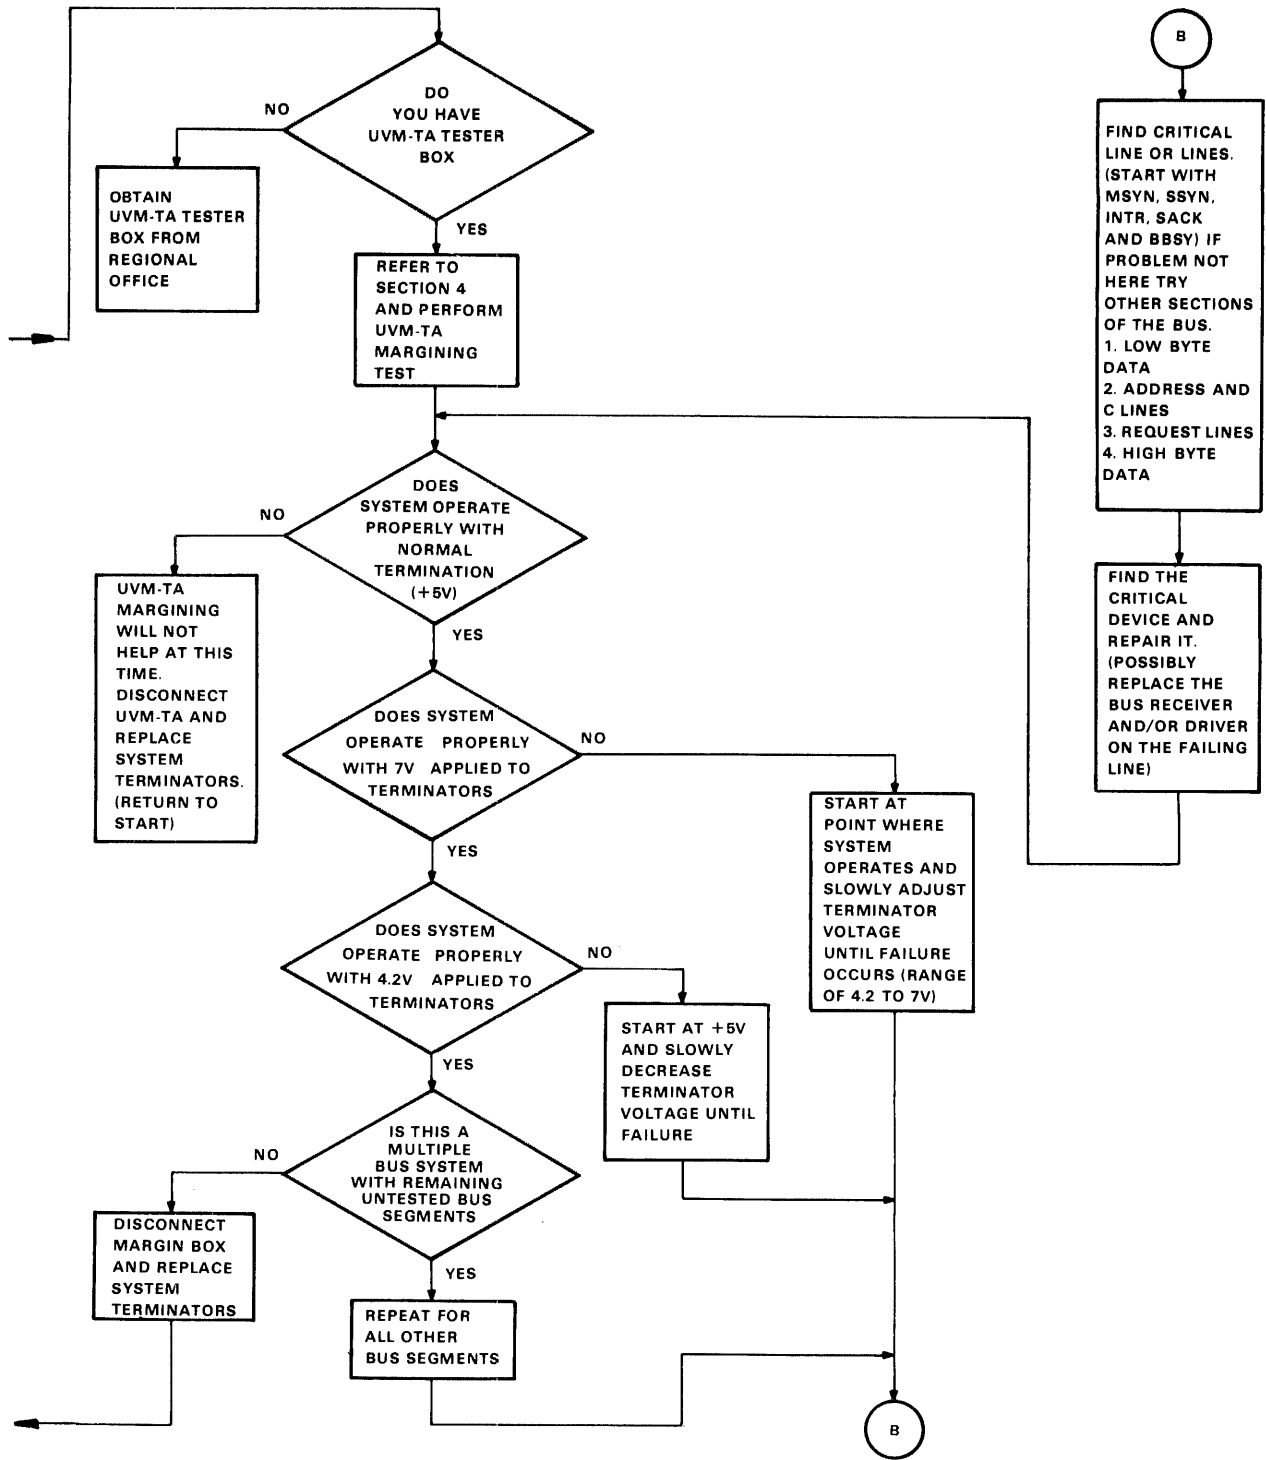 DO
YOU HAVE
UVM-TA TESTER
BOX
NO
OBTAIN
UVM-TA TESTER
BOX FROM
REGIONAL
OFFICE
YES
REFER TO
SECTION 4
AND PERFORM
UVM-TA
MARGINING
TEST
DOES
SYSTEM OPERATE
PROPERLY WITH
NORMAL
TERMINATION
(+5V)
NO
UVM-TA
MARGINING
WILL NOT
HELP AT THIS
TIME.
DISCONNECT
UVM-TA AND
REPLACE
SYSTEM
TERMINATORS.
(RETURN TO
START)
YES
DOES SYSTEM
OPERATE PROPERLY
WITH 7V APPLIED TO
TERMINATORS
NO
START AT
POINT WHERE
SYSTEM
OPERATES AND
SLOWLY ADJUST
TERMINATOR
VOLTAGE
UNTIL FAILURE
OCCURS (RANGE
OF 4.2 TO 7V)
YES
DOES SYSTEM
OPERATE PROPERLY
WITH 4.2V APPLIED TO
TERMINATORS
NO
START AT +5V
AND SLOWLY
DECREASE
TERMINATOR
VOLTAGE UNTIL
FAILURE
YES
IS THIS A
MULTIPLE
BUS SYSTEM
WITH REMAINING
UNTESTED BUS
SEGMENTS
NO
DISCONNECT
MARGIN BOX
AND REPLACE
SYSTEM
TERMINATORS
YES
REPEAT FOR
ALL OTHER
BUS SEGMENTS
B
B
FIND CRITICAL
LINE OR LINES.
(START WITH
MSYN, SSYN,
INTR, SACK
AND BBSY) IF
PROBLEM NOT
HERE TRY
OTHER SECTIONS
OF THE BUS.
1. LOW BYTE
DATA
2. ADDRESS AND
C LINES
3. REQUEST LINES
4. HIGH BYTE
DATA
FIND THE
CRITICAL
DEVICE AND
REPAIR IT.
(POSSIBLY
REPLACE THE
BUS RECEIVER
AND/OR DRIVER
ON THE FAILING
LINE)